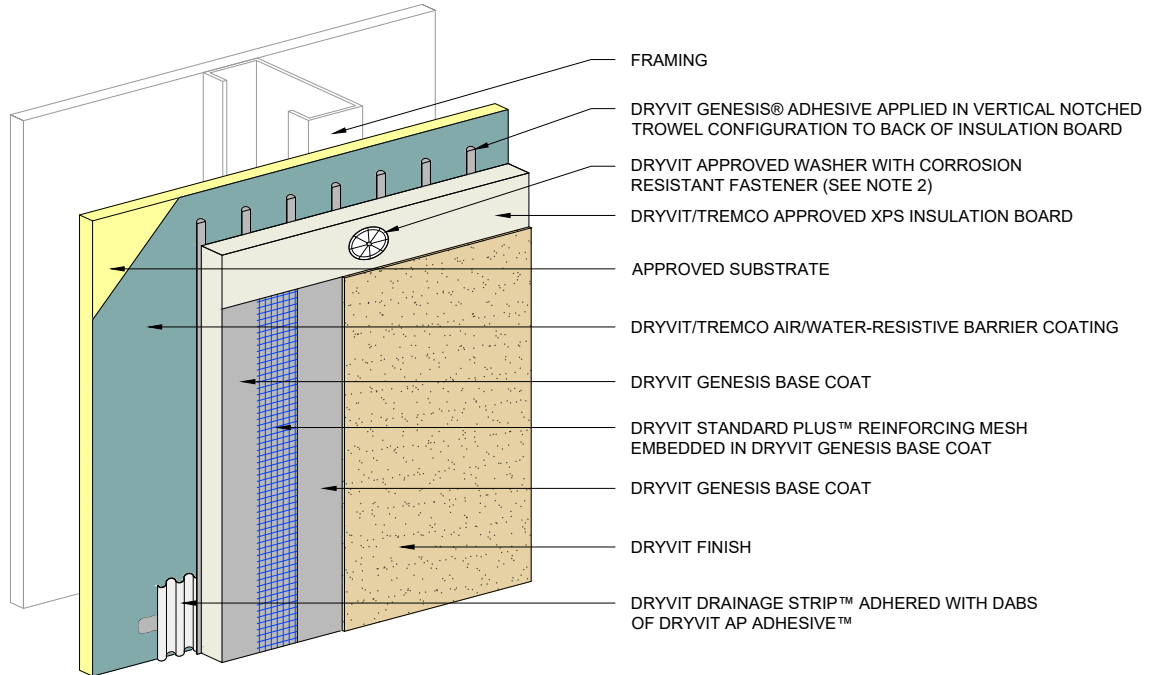 FRAMING
DRYVIT GENESIS® ADHESIVE APPLIED IN VERTICAL NOTCHED
TROWEL CONFIGURATION TO BACK OF INSULATION BOARD
DRYVIT APPROVED WASHER WITH CORROSION
RESISTANT FASTENER (SEE NOTE 2)
DRYVIT/TREMCO APPROVED XPS INSULATION BOARD
APPROVED SUBSTRATE
DRYVIT/TREMCO AIR/WATER-RESISTIVE BARRIER COATING
DRYVIT GENESIS BASE COAT
DRYVIT STANDARD PLUS™ REINFORCING MESH
EMBEDDED IN DRYVIT GENESIS BASE COAT
DRYVIT GENESIS BASE COAT
DRYVIT FINISH
DRYVIT DRAINAGE STRIP™ ADHERED WITH DABS
OF DRYVIT AP ADHESIVE™